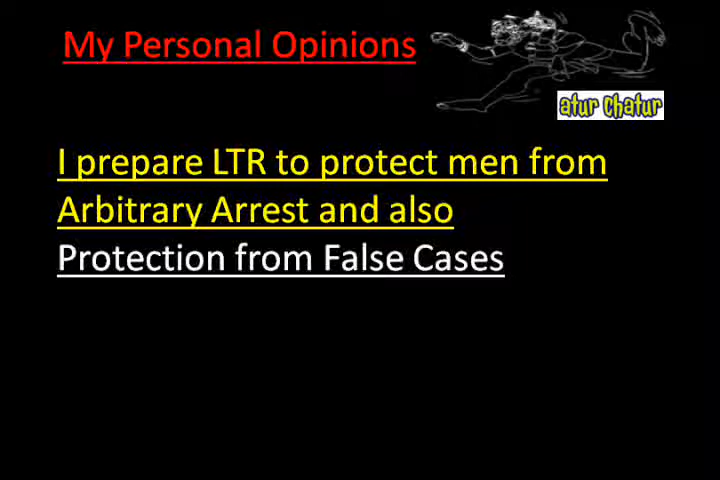 My Personal Opinions
atur chatur
I prepare LTR to protect men from
Arbitrary Arrest and also
Protection from False Cases